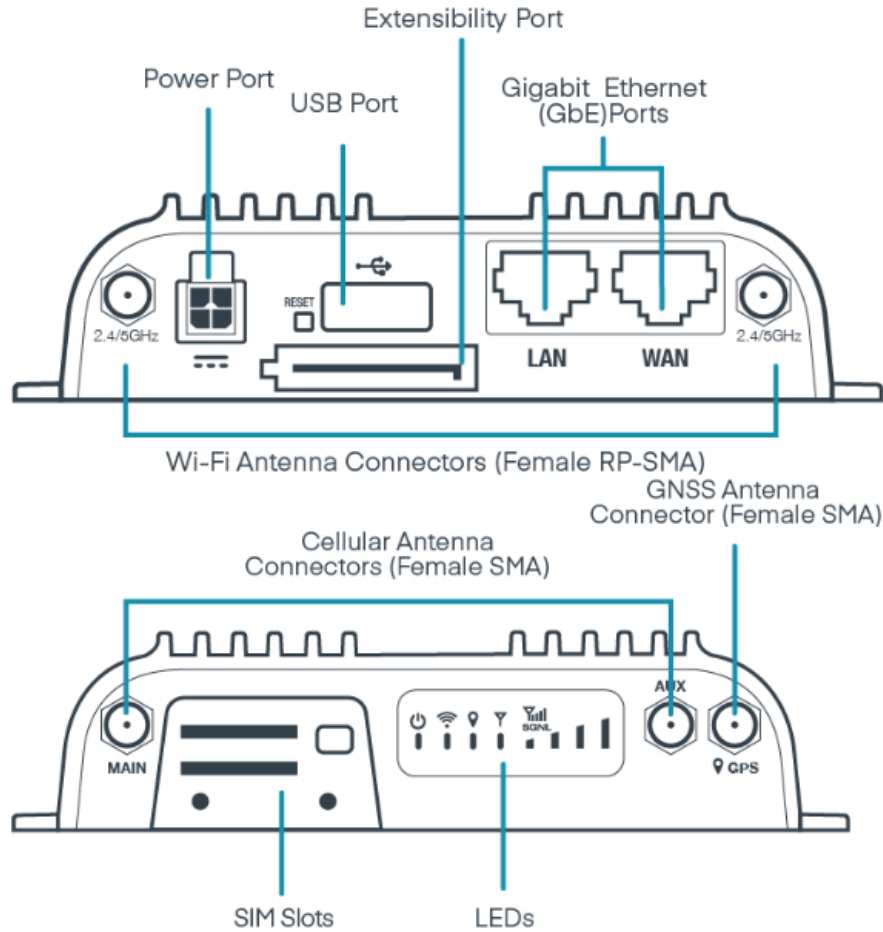 Extensibility Port
Power Port
USB Port
Gigabit Ethernet
(GbE)Ports
RESET
2.4/5GHz
LAN
WAN
2.4/5GHz
Wi-Fi Antenna Connectors (Female RP-SMA)
GNSS Antenna
Connector (Female SMA)
Cellular Antenna
Connectors (Female SMA)
AUX
SGNL
MAIN
GPS
SIM Slots
LEDs